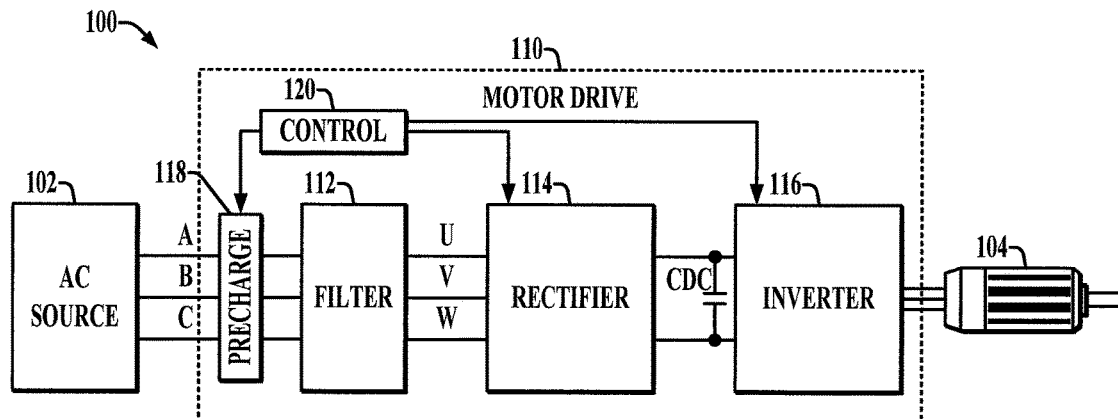 100
110
120
MOTOR DRIVE
CONTROL
102
118
112
114
116
104
A
B
C
U
V
W
AC
SOURCE
PRECHARGE
FILTER
RECTIFIER
CDC
INVERTER